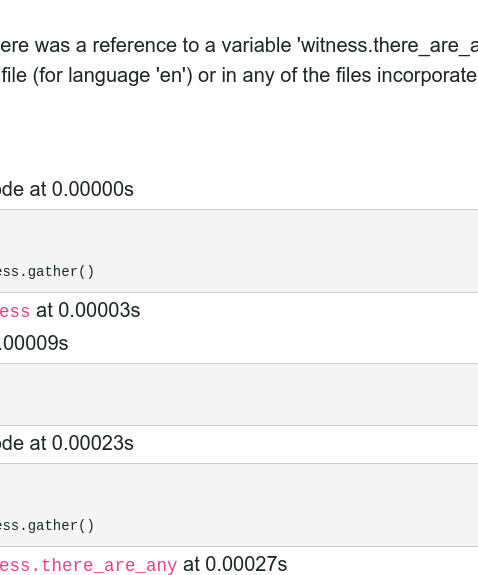 ere was a reference to a variable 'witness.there_are_a
file (for language 'en') or in any of the files incorporate
ode at 0.00000s
ess.gather()
ess at 0.00003s
.00009s
ode at 0.00023s
ess.gather()
ess.there_are_any at 0.00027s